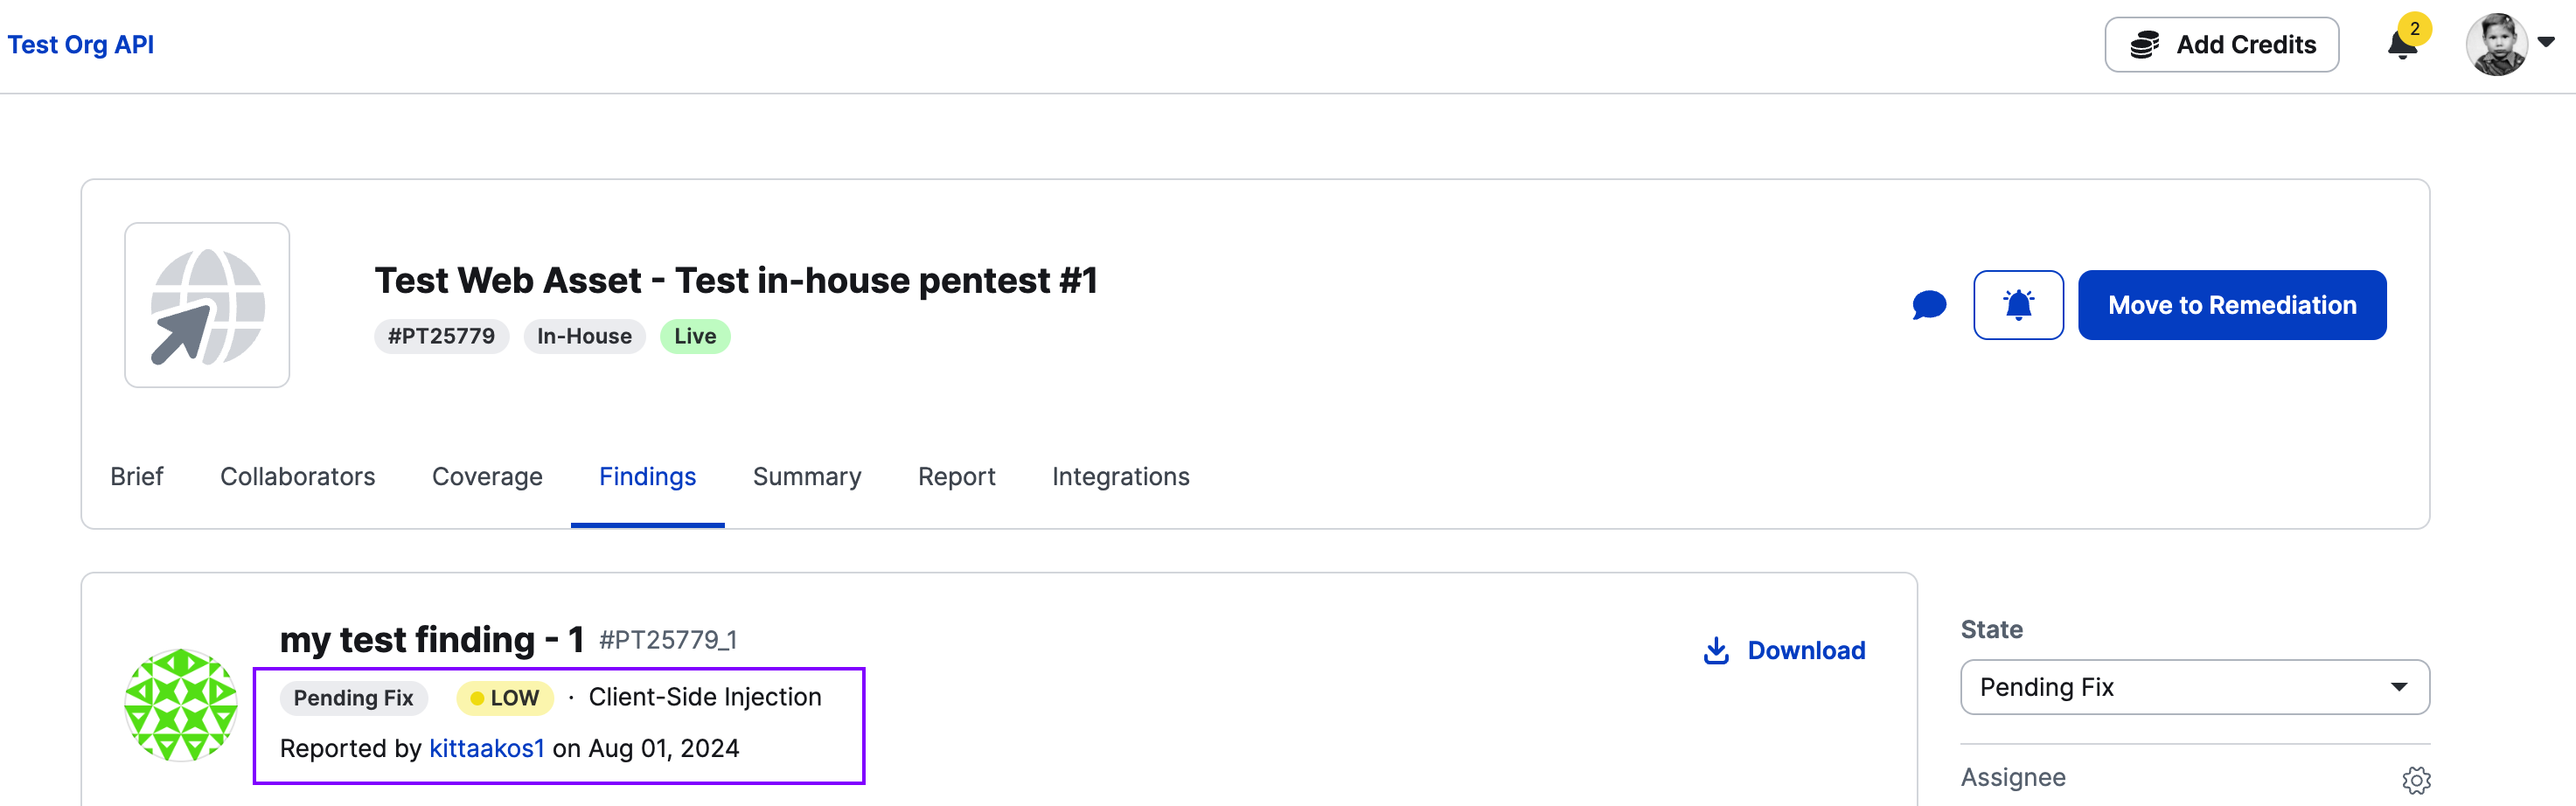 Test Org API
Add Credits
2
Test Web Asset - Test in-house pentest #1
#PT25779 In-House Live
Move to Remediation
Brief Collaborators Coverage Findings Summary Report Integrations
my test finding - 1 #PT25779_1
Download
Pending Fix LOW · Client-Side Injection
Reported by kittaakos1 on Aug 01, 2024
State
Pending Fix
Assignee